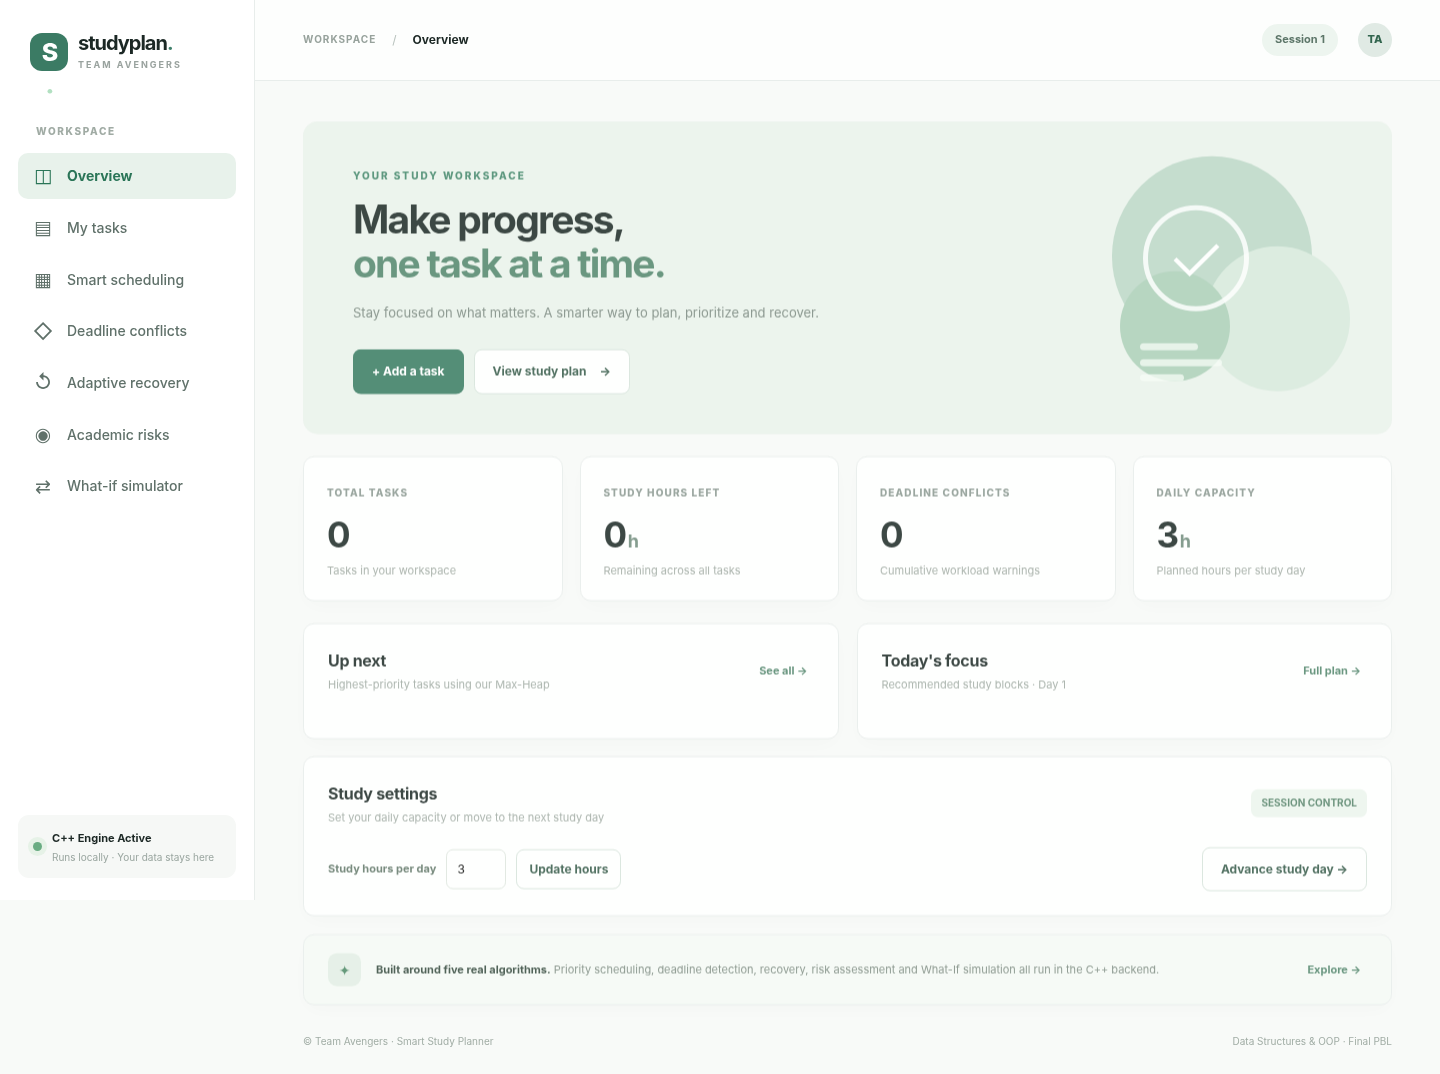 S
studyplan.
TEAM AVENGERS
WORKSPACE
Overview
My tasks
Smart scheduling
Deadline conflicts
Adaptive recovery
Academic risks
What-if simulator
C++ Engine Active
Runs locally · Your data stays here
WORKSPACE / Overview
Session 1
TA
YOUR STUDY WORKSPACE
Make progress,
one task at a time.
Stay focused on what matters. A smarter way to plan, prioritize and recover.
+ Add a task
View study plan →
TOTAL TASKS
0
Tasks in your workspace
STUDY HOURS LEFT
0h
Remaining across all tasks
DEADLINE CONFLICTS
0
Cumulative workload warnings
DAILY CAPACITY
3h
Planned hours per study day
Up next
Highest-priority tasks using our Max-Heap
See all →
Today's focus
Recommended study blocks · Day 1
Full plan →
Study settings
Set your daily capacity or move to the next study day
SESSION CONTROL
Study hours per day
3
Update hours
Advance study day →
Built around five real algorithms. Priority scheduling, deadline detection, recovery, risk assessment and What-If simulation all run in the C++ backend.
Explore →
© Team Avengers · Smart Study Planner
Data Structures & OOP · Final PBL